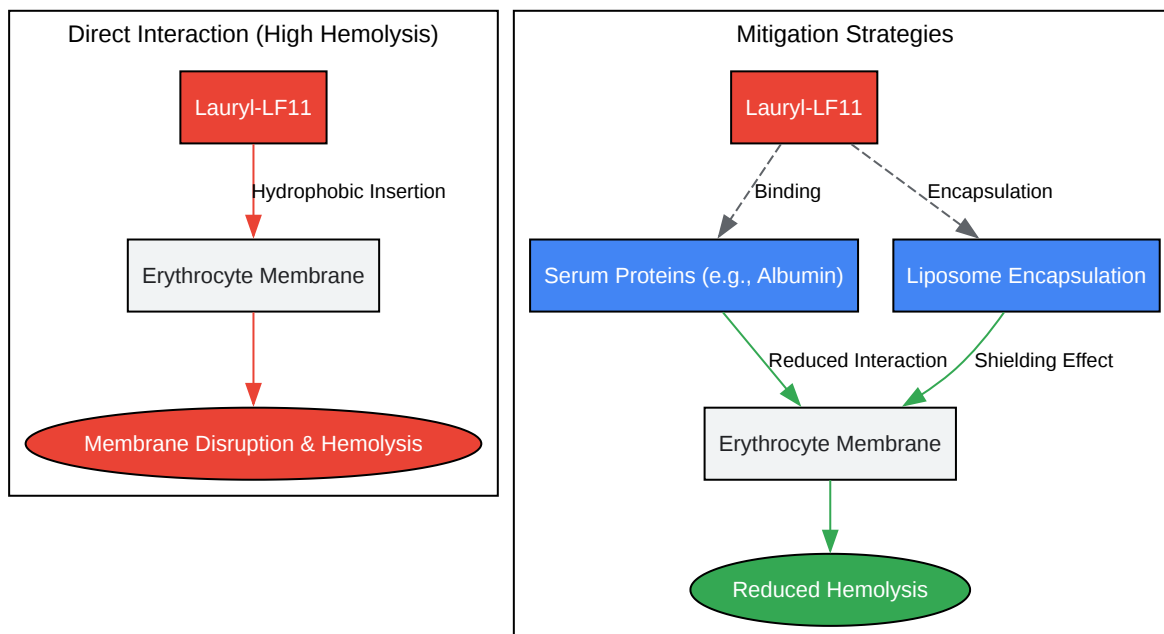 Direct Interaction (High Hemolysis)
Lauryl-LF11
Hydrophobic Insertion
Erythrocyte Membrane
Membrane Disruption & Hemolysis
Mitigation Strategies
Lauryl-LF11
Binding
Encapsulation
Serum Proteins (e.g., Albumin)
Liposome Encapsulation
Reduced Interaction
Shielding Effect
Erythrocyte Membrane
Reduced Hemolysis